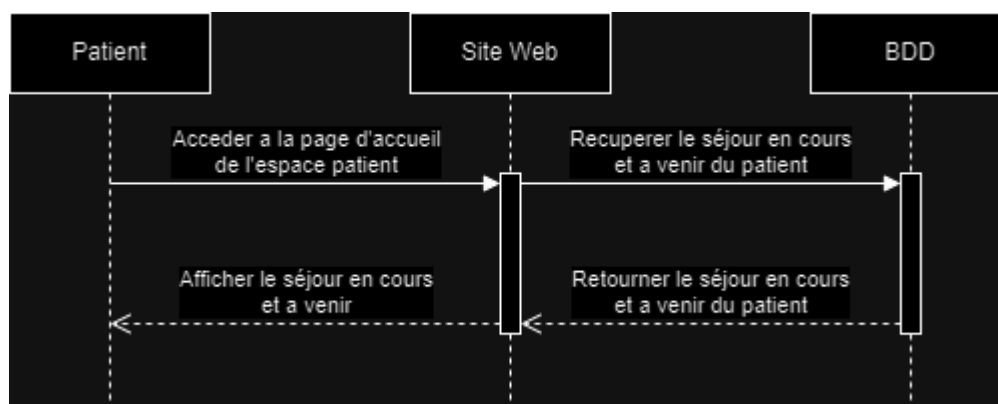 Patient
Site Web
BDD
Acceder a la page d'accueil
de l'espace patient
Recuperer le séjour en cours
et a venir du patient
Afficher le séjour en cours
et a venir
Retourner le séjour en cours
et a venir du patient